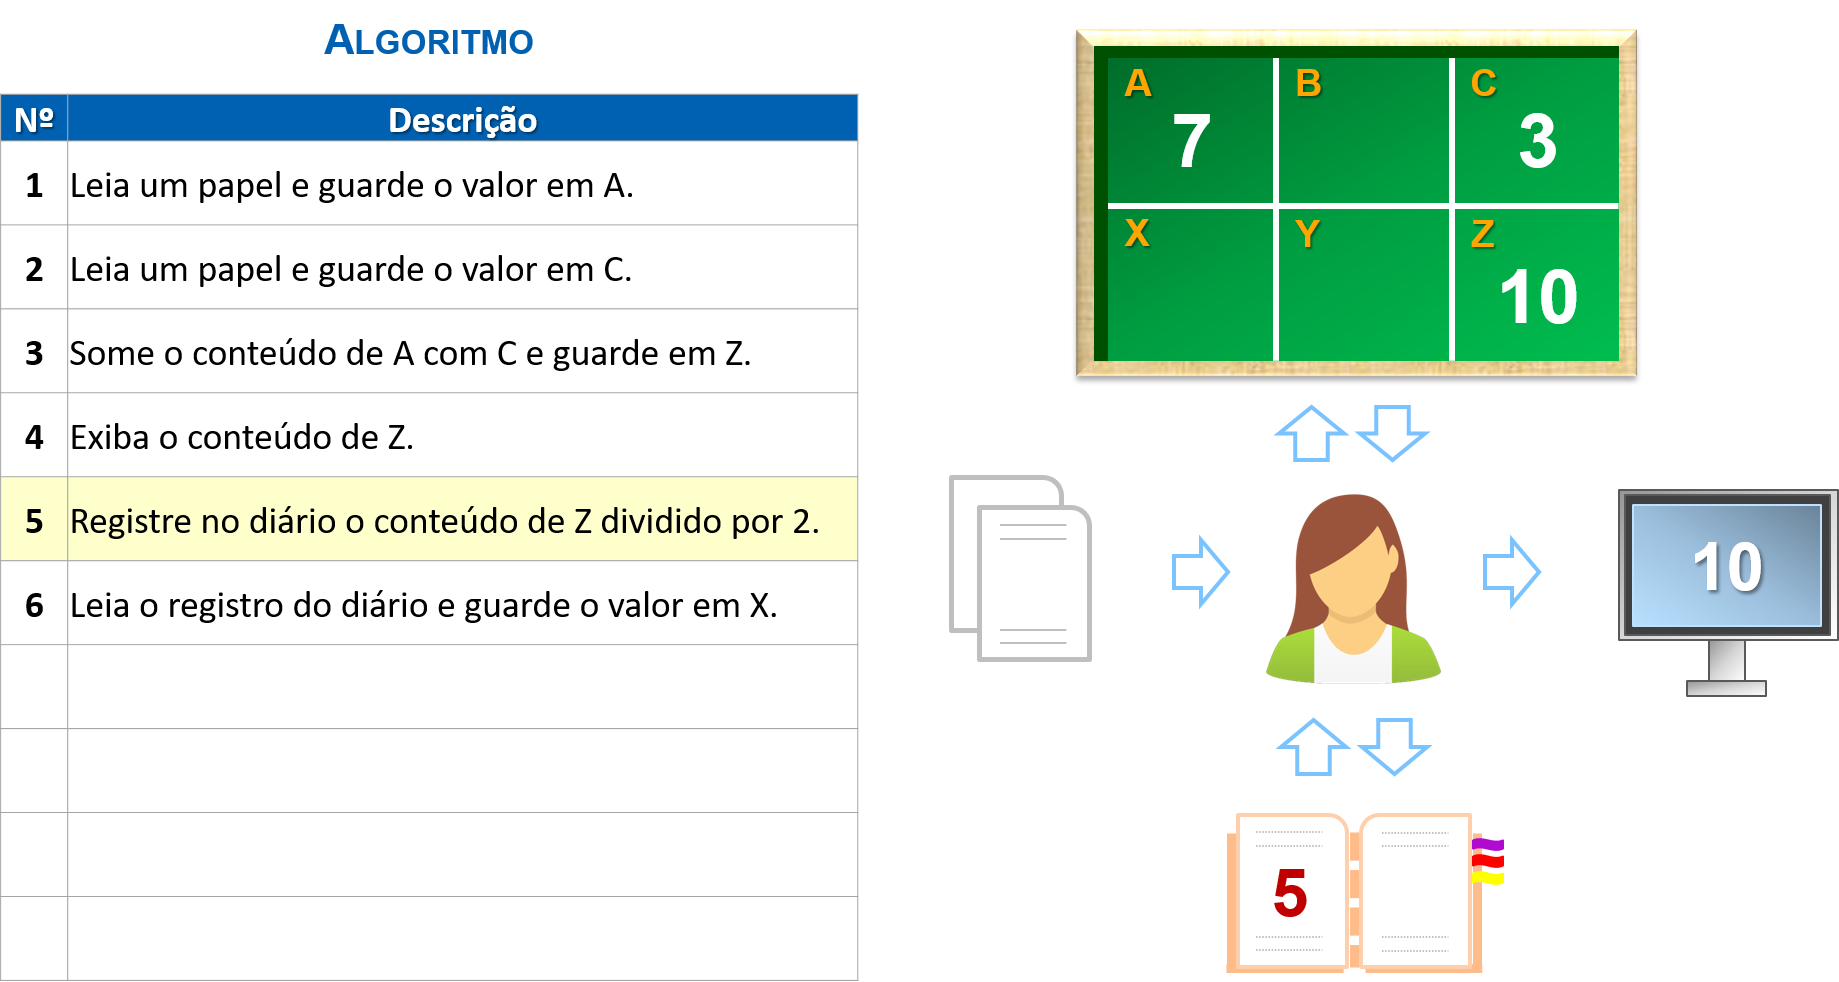 ALGORITMO
Nº Descrição
1 Leia um papel e guarde o valor em A.
2 Leia um papel e guarde o valor em C.
3 Some o conteúdo de A com C e guarde em Z.
4 Exiba o conteúdo de Z.
5 Registre no diário o conteúdo de Z dividido por 2.
6 Leia o registro do diário e guarde o valor em X.
A B C
7 3
X Y Z
10
10
5